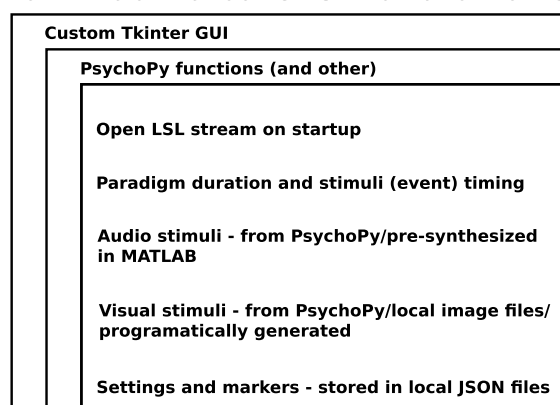 Custom Tkinter GUI
PsychoPy functions (and other)
Open LSL stream on startup
Paradigm duration and stimuli (event) timing
Audio stimuli - from PsychoPy/pre-synthesized
in MATLAB
Visual stimuli - from PsychoPy/local image files/
programatically generated
Settings and markers - stored in local JSON files